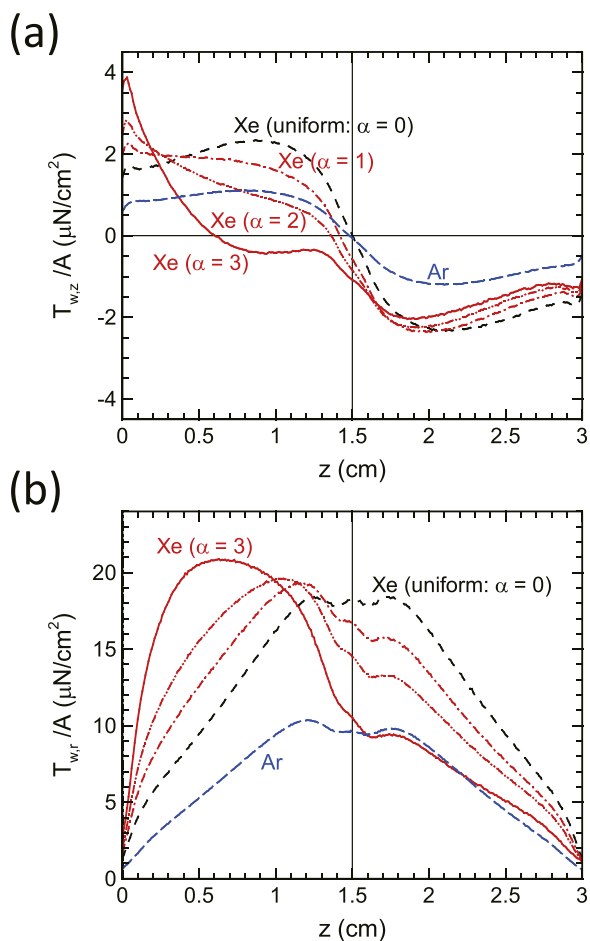 (a)
4
2
0
-2
-4
T_w,z /A (μN/cm²)
Xe (uniform: α = 0)
Xe (α = 1)
Xe (α = 2)
Xe (α = 3)
Ar
0 0.5 1 1.5 2 2.5 3
z (cm)
(b)
20
15
10
5
0
T_w,r /A (μN/cm²)
Xe (α = 3)
Xe (uniform: α = 0)
Ar
0 0.5 1 1.5 2 2.5 3
z (cm)